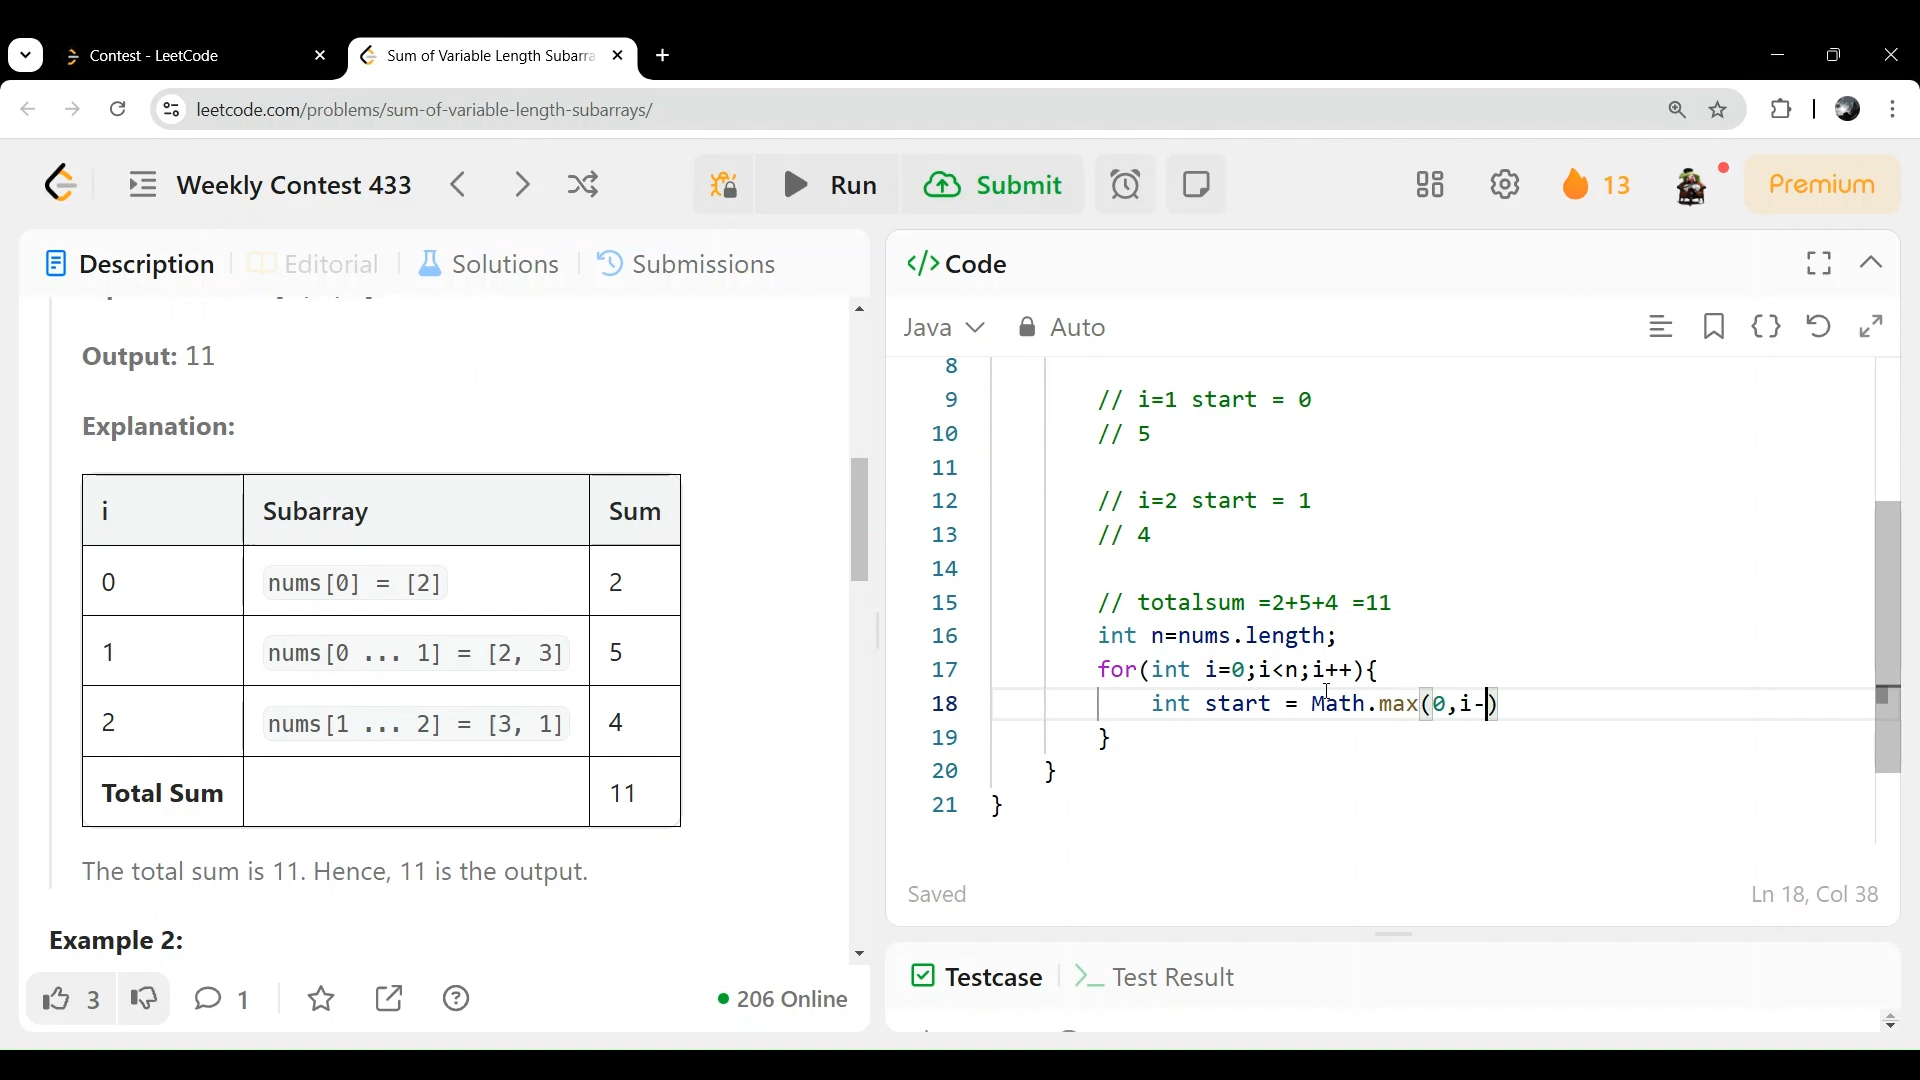 Contest - LeetCode
Sum of Variable Length Subarra
leetcode.com/problems/sum-of-variable-length-subarrays/
Weekly Contest 433
Run
Submit
13
Premium
Description
Editorial
Solutions
Submissions
Output: 11
Explanation:
i Subarray Sum
0 nums[0] = [2] 2
1 nums[0 ... 1] = [2, 3] 5
2 nums[1 ... 2] = [3, 1] 4
Total Sum 11
The total sum is 11. Hence, 11 is the output.
Example 2:
3
1
206 Online
</> Code
Java
Auto
8
9 // i=1 start = 0
10 // 5
11
12 // i=2 start = 1
13 // 4
14
15 // totalsum =2+5+4 =11
16 int n=nums.length;
17 for(int i=0;i<n;i++){
18 int start = Math.max(0,i-)
19 }
20 }
21 }
Saved
Ln 18, Col 38
Testcase
>_ Test Result